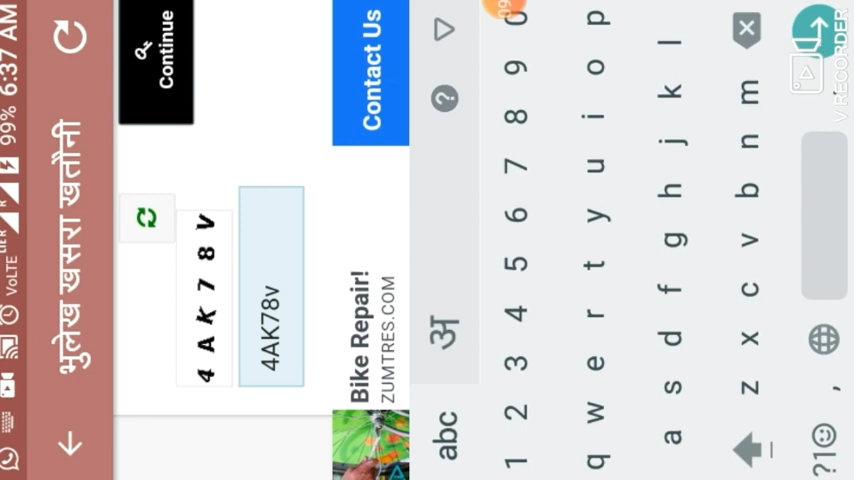 LTER VoLTE R 99% 6:37 AM
भुलेख खसरा खतौनी
Continue
4 A K 7 8 V
4AK78v
Bike Repair!
ZUMTRES.COM
Contact Us
abc अ
1 2 3 4 5 6 7 8 9 0
q w e r t y u i o p
a s d f g h j k l
z x c v b n m
?1 ,
V RECORDER